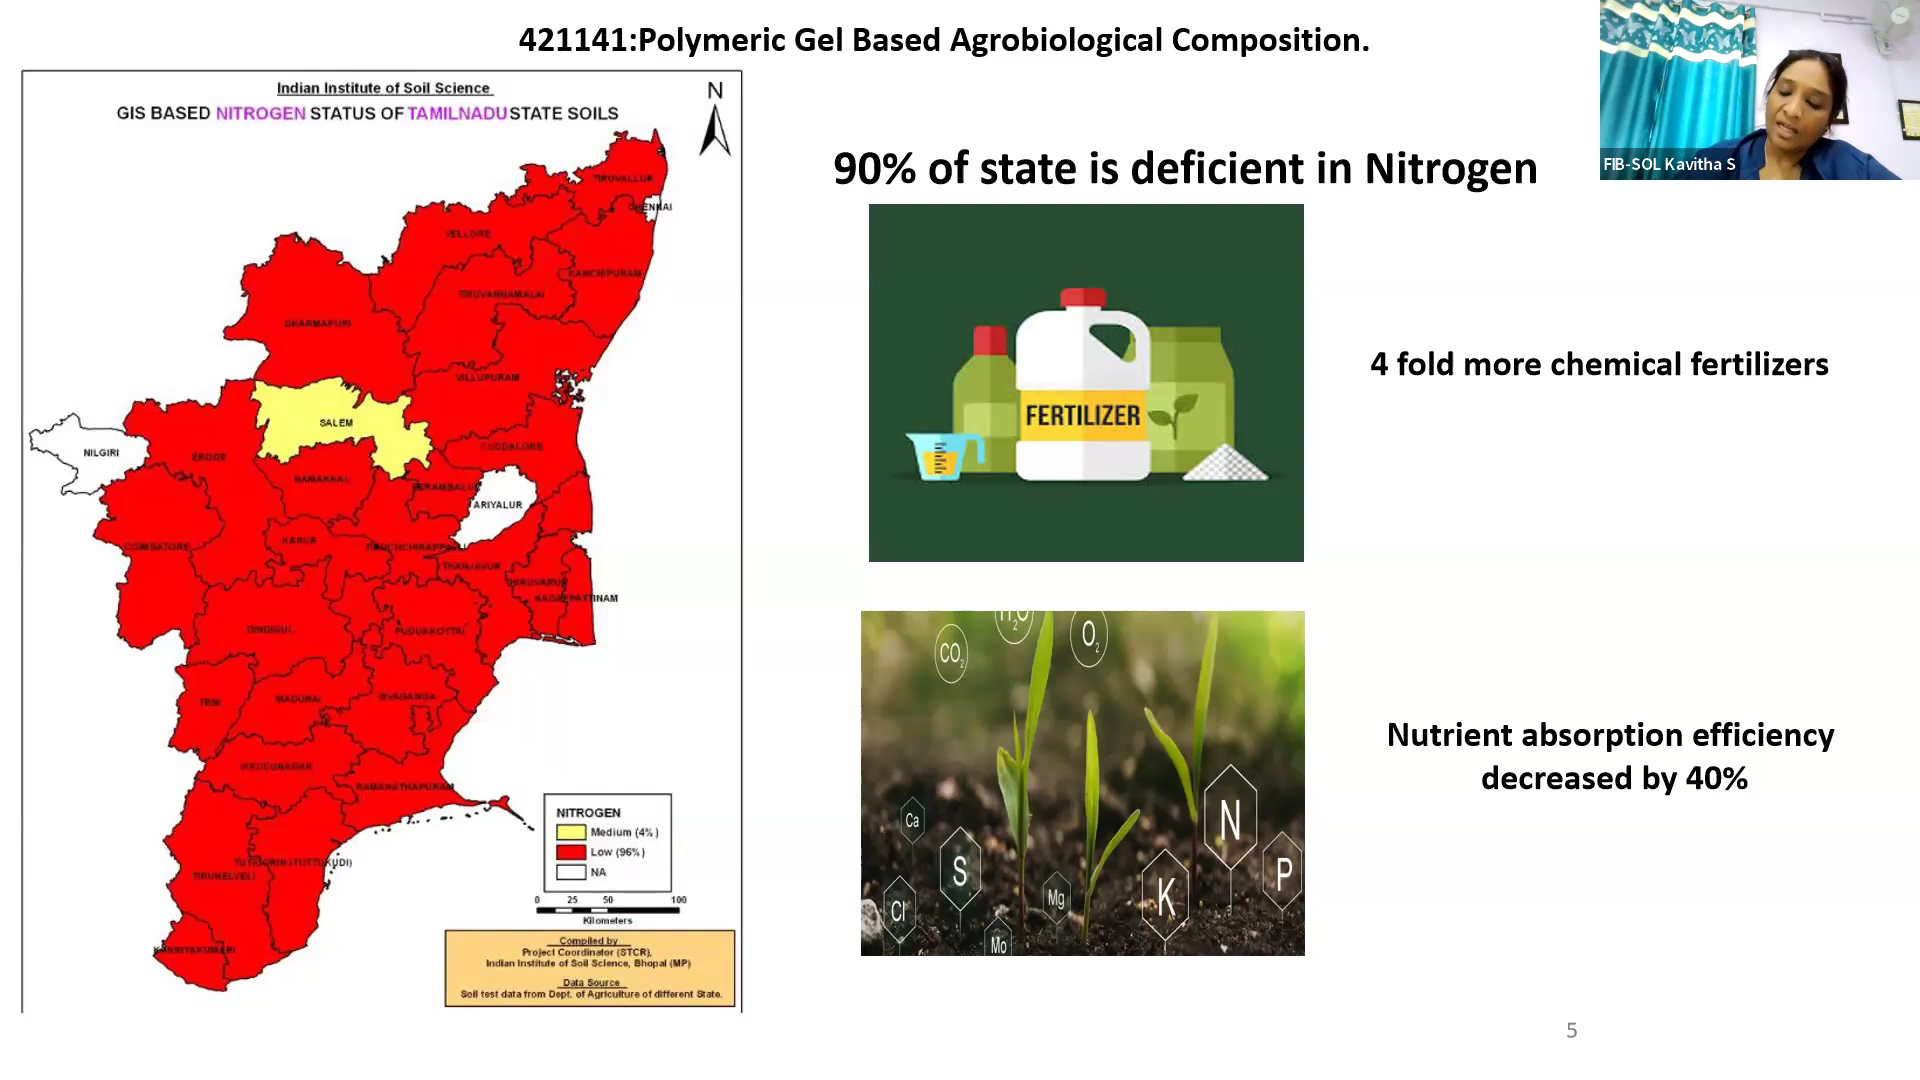 421141:Polymeric Gel Based Agrobiological Composition.
Indian Institute of Soil Science
GIS BASED NITROGEN STATUS OF TAMILNADU STATE SOILS
N
TIRUVALLUR
CHENNAI
VELLORE
KANCHIPURAM
TIRUVANNAMALAI
DHARMAPURI
VILLUPURAM
SALEM
NILGIRI
ERODE
CUDDALORE
NAMAKKAL
PERAMBALUR
ARIYALUR
COIMBATORE
KARUR
THANJAVUR
NAGAPPATTINAM
DINDIGUL
PUDUKKOTTAI
THENI
MADURAI
SIVAGANGA
VIRUDUNAGAR
RAMANATHAPURAM
TIRUNELVELI
KANNIYAKUMARI
NITROGEN
Medium (4%)
Low (96%)
NA
0 25 50 100
Kilometers
Compiled by
Project Coordinator (STCR),
Indian Institute of Soil Science, Bhopal (MP)
Data Source
Soil test data from Dept. of Agriculture of different State.
90% of state is deficient in Nitrogen
FERTILIZER
4 fold more chemical fertilizers
CO2
H2O
O2
Ca
S
Cl
Mo
Mg
K
N
P
Nutrient absorption efficiency
decreased by 40%
FIB-SOL Kavitha S
5